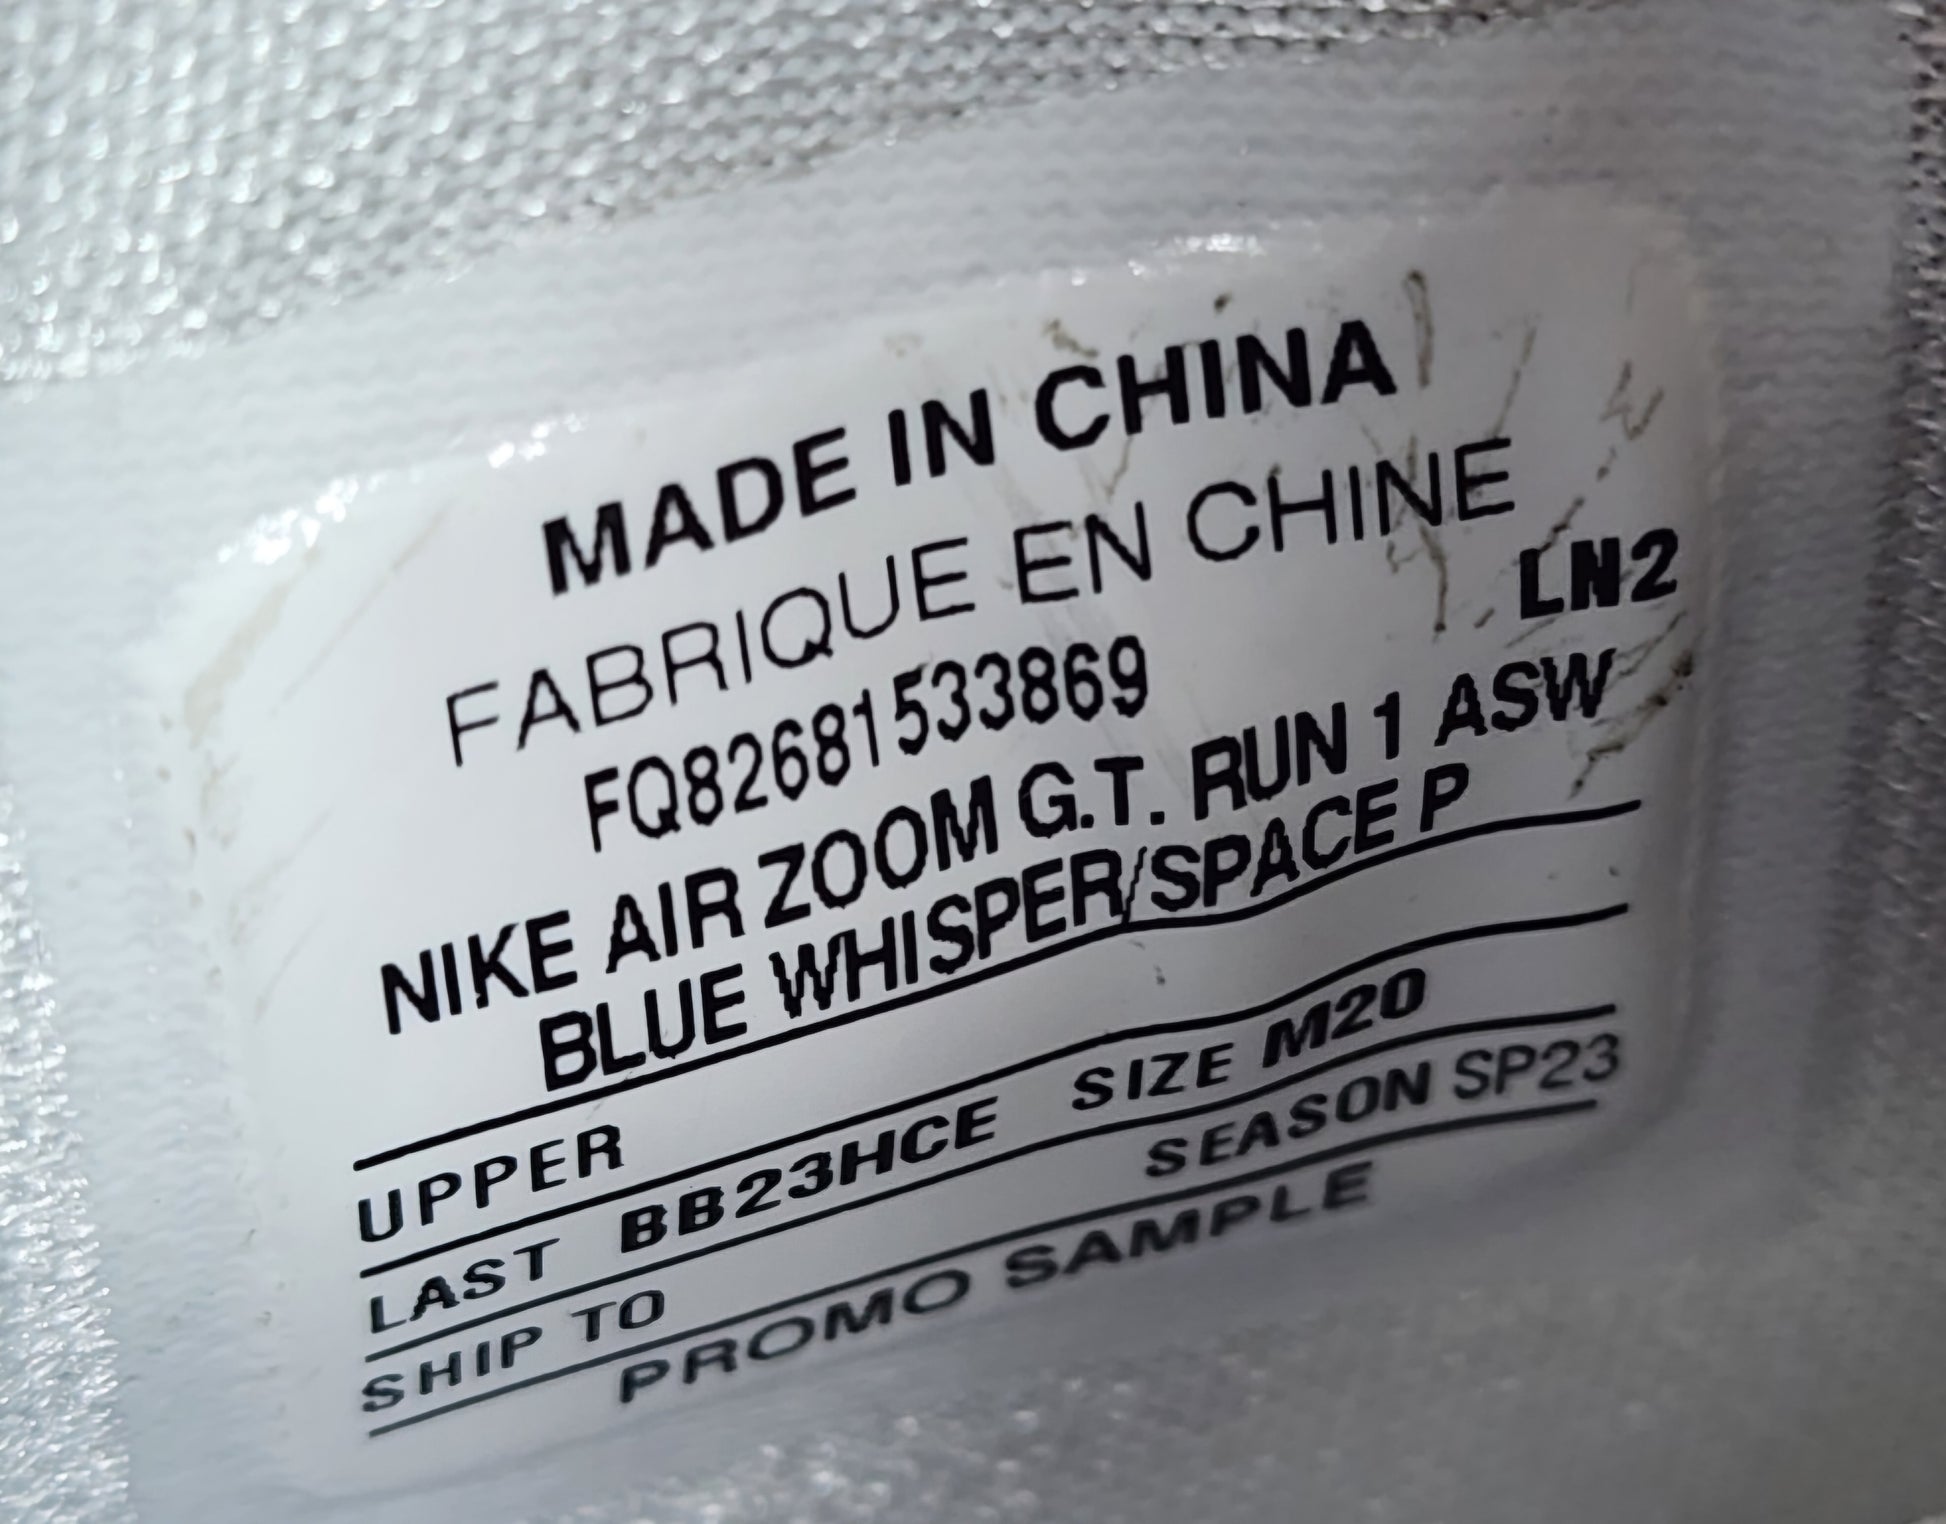 MADE IN CHINA
FABRIQUE EN CHINE
LN2
FQ82681533869
NIKE AIR ZOOM G.T. RUN 1 ASW
BLUE WHISPER/SPACE P
UPPER
LAST BB23HCE SIZE M20
SHIP TO SEASON SP23
PROMO SAMPLE